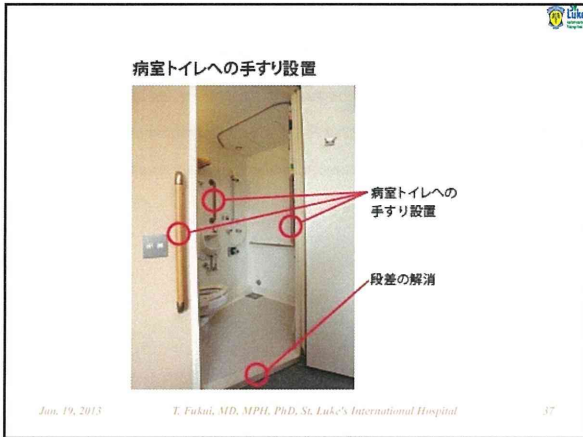 St. Luke's
病室トイレへの手すり設置
病室トイレへの
手すり設置
段差の解消
Jan. 19, 2013
T. Fukui, MD, MPH, PhD, St. Luke's International Hospital
37